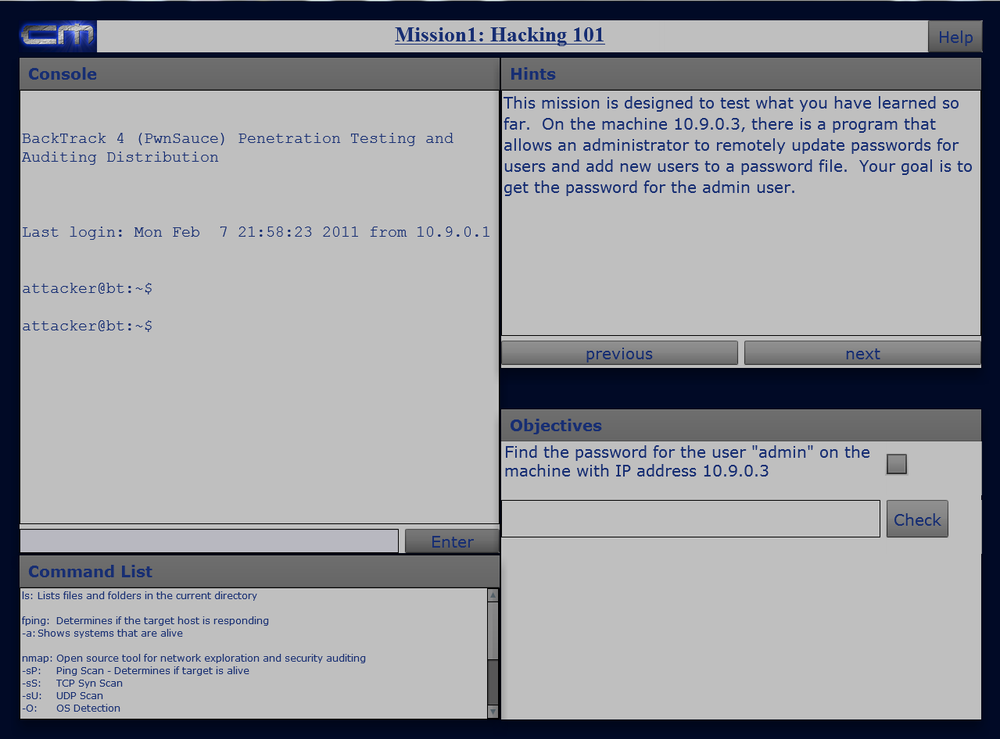 CM
Mission1: Hacking 101
Help
Console
BackTrack 4 (PwnSauce) Penetration Testing and
Auditing Distribution
Last login: Mon Feb  7 21:58:23 2011 from 10.9.0.1
attacker@bt:~$
attacker@bt:~$
Enter
Command List
ls: Lists files and folders in the current directory
fping:  Determines if the target host is responding
-a: Shows systems that are alive
nmap: Open source tool for network exploration and security auditing
-sP:    Ping Scan - Determines if target is alive
-sS:    TCP Syn Scan
-sU:    UDP Scan
-O:     OS Detection
Hints
This mission is designed to test what you have learned so
far.  On the machine 10.9.0.3, there is a program that
allows an administrator to remotely update passwords for
users and add new users to a password file.  Your goal is to
get the password for the admin user.
previous
next
Objectives
Find the password for the user "admin" on the
machine with IP address 10.9.0.3
Check